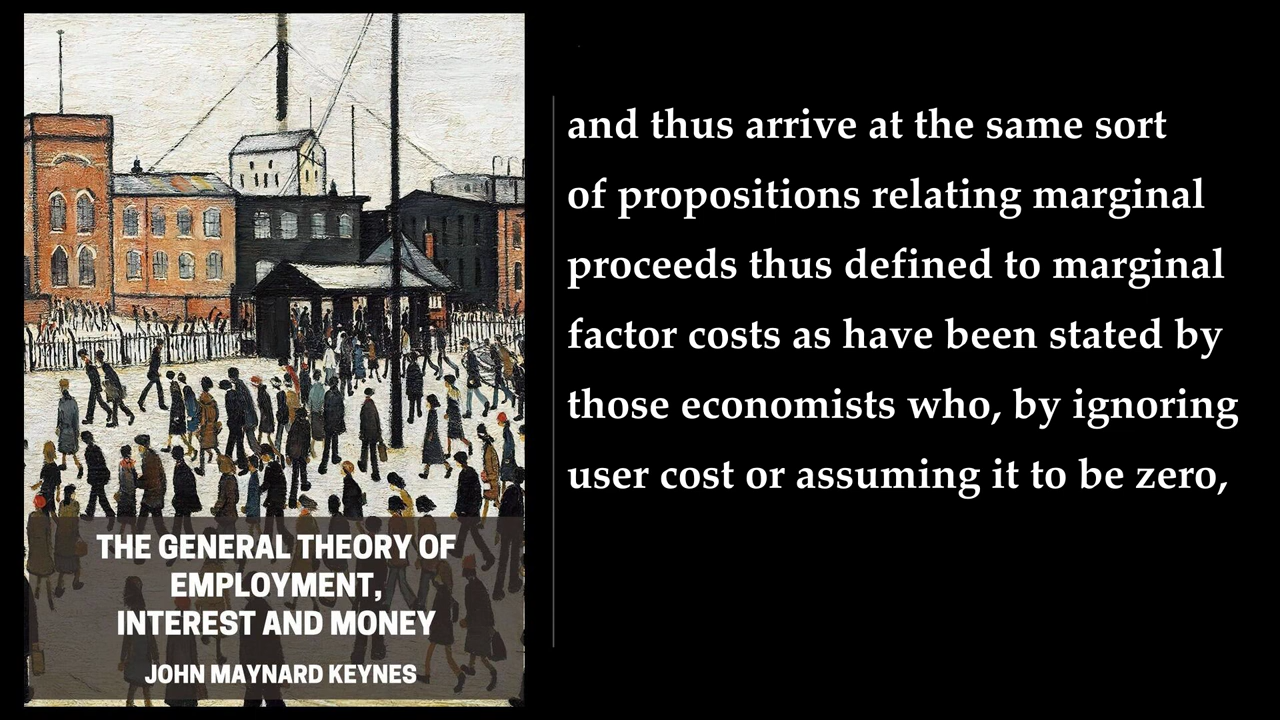 THE GENERAL THEORY OF
EMPLOYMENT,
INTEREST AND MONEY
JOHN MAYNARD KEYNES
and thus arrive at the same sort
of propositions relating marginal
proceeds thus defined to marginal
factor costs as have been stated by
those economists who, by ignoring
user cost or assuming it to be zero,